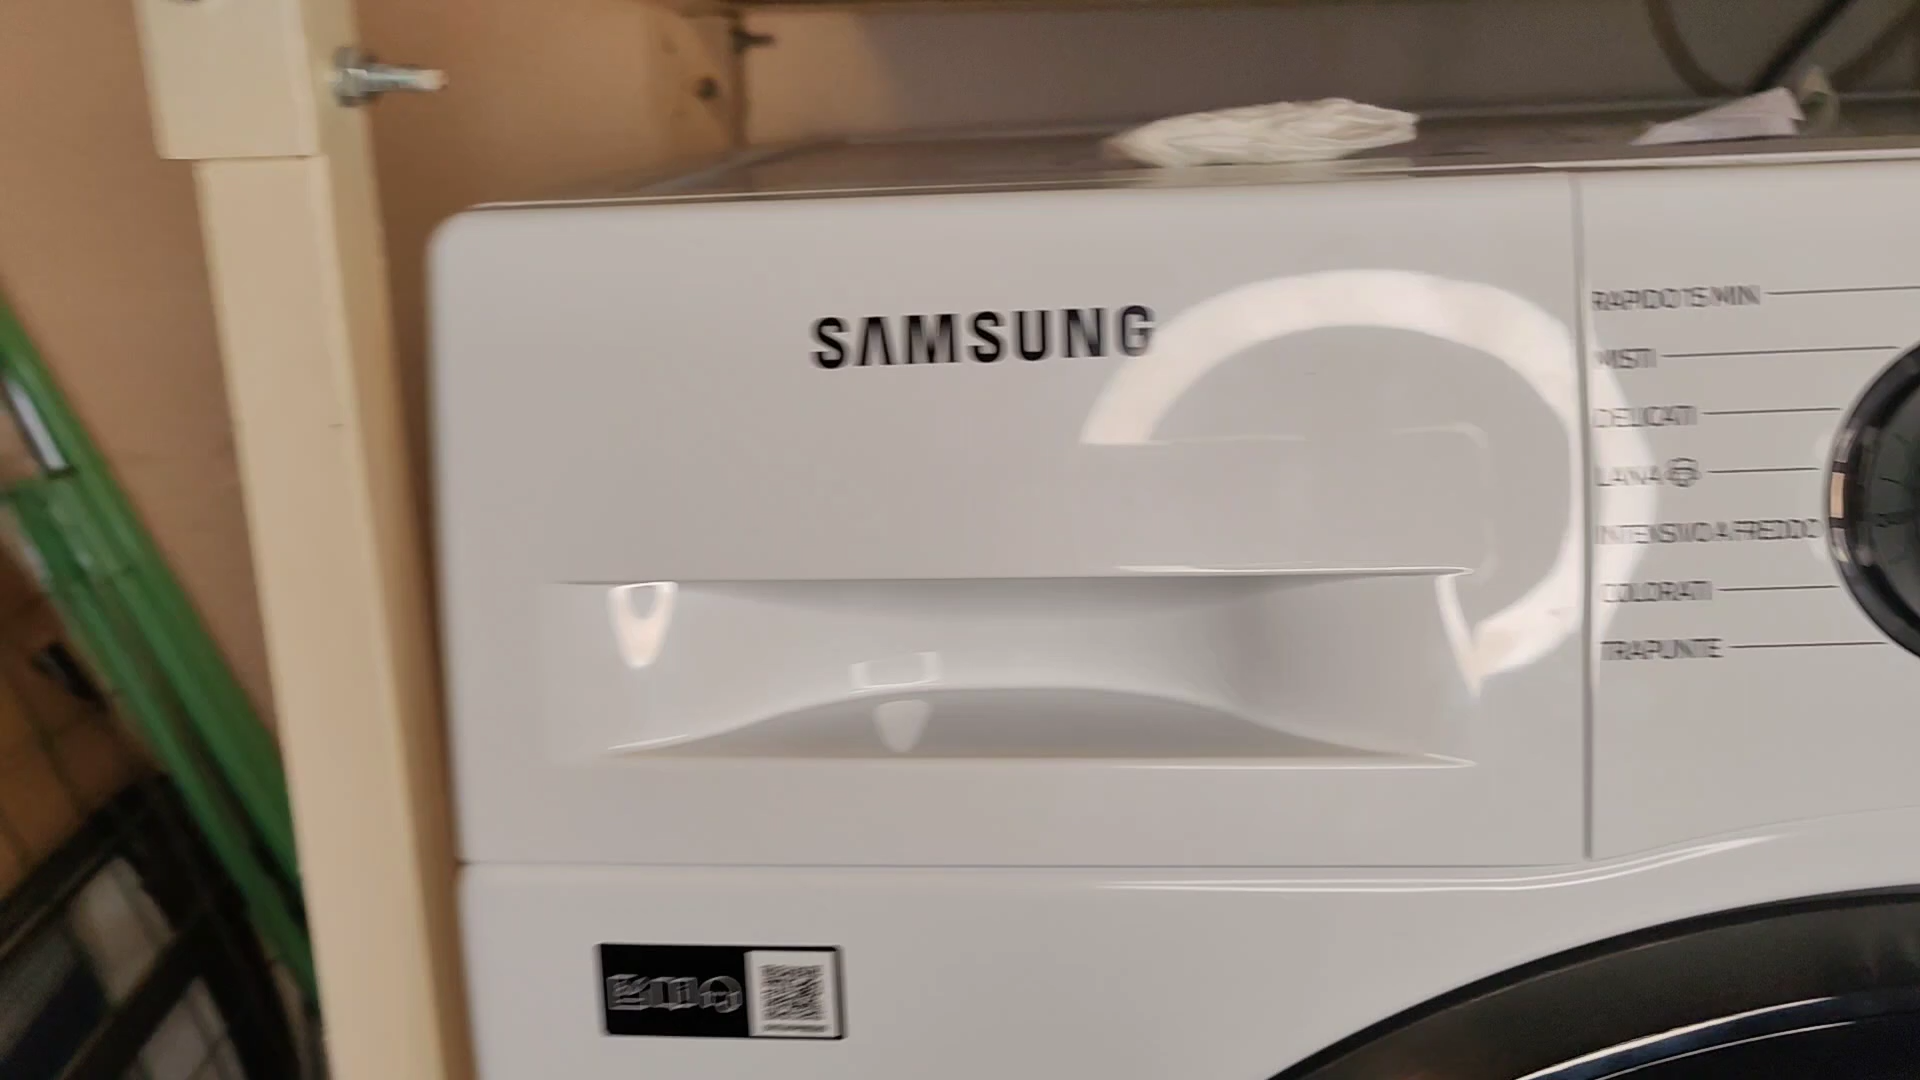 SAMSUNG
RAPIDO 15 MIN
MISTI
DELICATI
LANA
INTENSIVO A FREDDO
COLORATI
TRAPUNTE